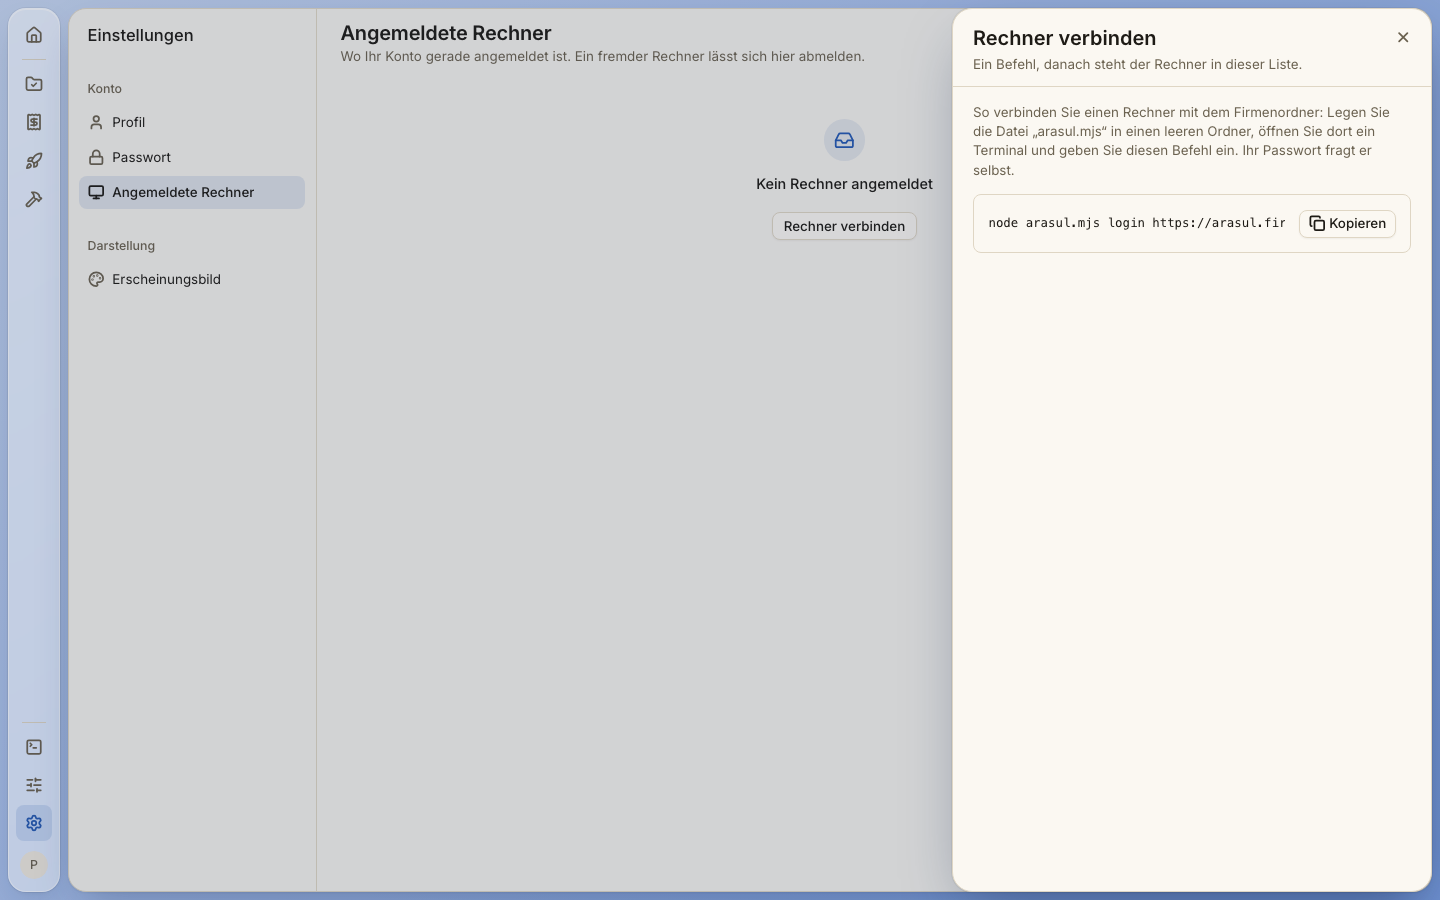 Einstellungen
Konto
Profil
Passwort
Angemeldete Rechner
Darstellung
Erscheinungsbild
P
Angemeldete Rechner
Wo Ihr Konto gerade angemeldet ist. Ein fremder Rechner lässt sich hier abmelden.
Kein Rechner angemeldet
Rechner verbinden
Rechner verbinden
Ein Befehl, danach steht der Rechner in dieser Liste.
So verbinden Sie einen Rechner mit dem Firmenordner: Legen Sie
die Datei „arasul.mjs“ in einen leeren Ordner, öffnen Sie dort ein
Terminal und geben Sie diesen Befehl ein. Ihr Passwort fragt er
selbst.
node arasul.mjs login https://arasul.fir
Kopieren